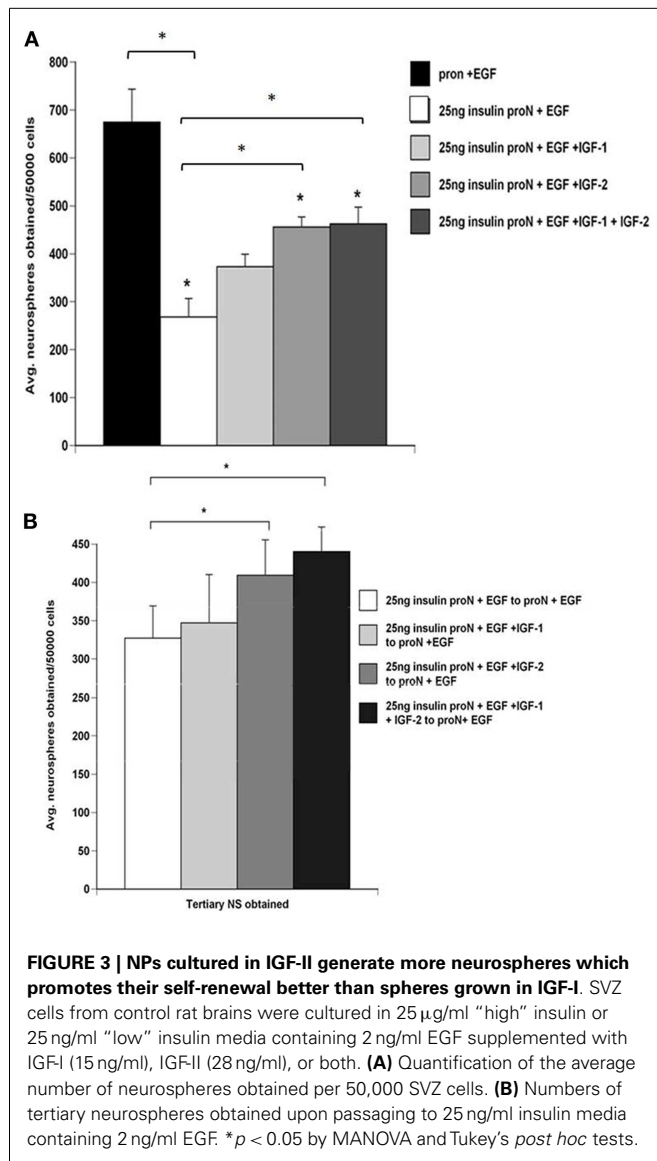 A
*
800
700
600
500
400
300
200
100
0
Avg. neurospheres obtained/50000 cells
*
*
*
*
*
pron +EGF
25ng insulin proN + EGF
25ng insulin proN + EGF +IGF-1
25ng insulin proN + EGF +IGF-2
25ng insulin proN + EGF +IGF-1 + IGF-2
B
*
*
450
400
350
300
250
200
150
100
50
0
Avg. neurospheres obtained/50000 cells
Tertiary NS obtained
25ng insulin proN + EGF to proN + EGF
25ng insulin proN + EGF +IGF-1
to proN +EGF
25ng insulin proN + EGF +IGF-2
to proN + EGF
25ng insulin proN + EGF +IGF-1
+ IGF-2 to proN+ EGF
FIGURE 3 | NPs cultured in IGF-II generate more neurospheres which
promotes their self-renewal better than spheres grown in IGF-I. SVZ
cells from control rat brains were cultured in 25 μg/ml “high” insulin or
25 ng/ml “low” insulin media containing 2 ng/ml EGF supplemented with
IGF-I (15 ng/ml), IGF-II (28 ng/ml), or both. (A) Quantification of the average
number of neurospheres obtained per 50,000 SVZ cells. (B) Numbers of
tertiary neurospheres obtained upon passaging to 25 ng/ml insulin media
containing 2 ng/ml EGF. *p < 0.05 by MANOVA and Tukey’s post hoc tests.